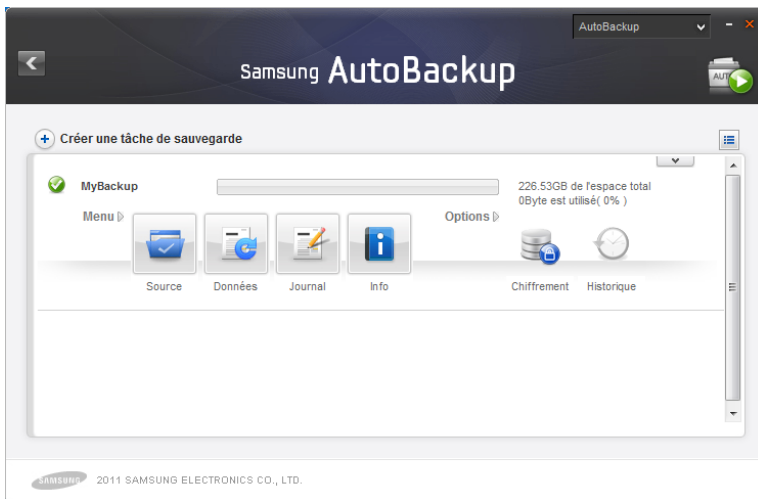 AutoBackup
samsung AutoBackup
AUTO
Créer une tâche de sauvegarde
MyBackup
226.53GB de l'espace total
0Byte est utilisé( 0% )
Menu
Options
Source
Données
Journal
Info
Chiffrement
Historique
SAMSUNG
2011 SAMSUNG ELECTRONICS CO., LTD.